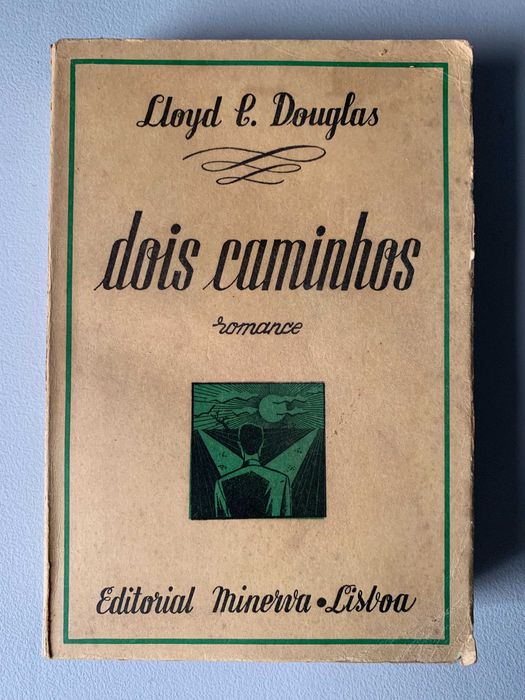 Lloyd C. Douglas
dois caminhos
romance
Editorial Minerva • Lisboa